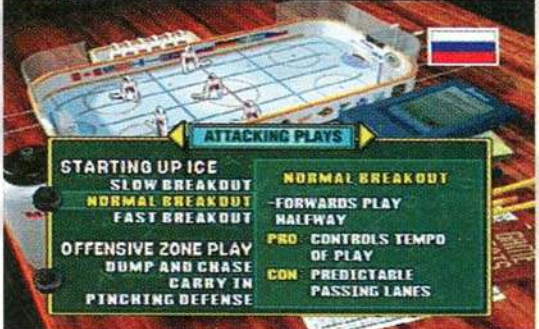 ATTACKING PLAYS
STARTING UP ICE
SLOW BREAKOUT
NORMAL BREAKOUT
FAST BREAKOUT
OFFENSIVE ZONE PLAY
DUMP AND CHASE
CARRY IN
PINCHING DEFENSE
NORMAL BREAKOUT
-FORWARDS PLAY
HALFWAY
PRO CONTROLS TEMPO
OF PLAY
CON PREDICTABLE
PASSING LANES